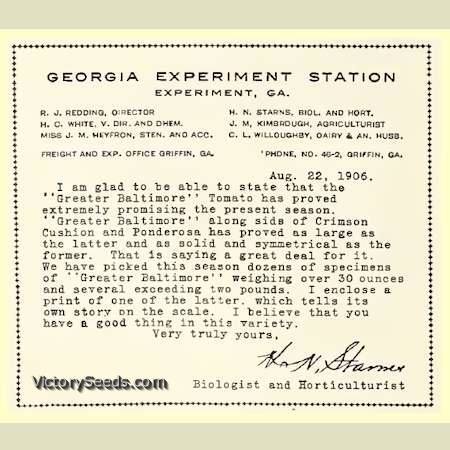 GEORGIA EXPERIMENT STATION
EXPERIMENT, GA.
R. J. REDDING, DIRECTOR
H. C. WHITE, V. DIR. AND DHEM.
MISS J. M. HEYFRON, STEN. AND ACC.
H. N. STARNS, BIOL. AND HORT.
J. M, KIMBROUGH, AGRICULTURIST
C. L. WILLOUGHBY, DAIRY & AN. HUSB.
FREIGHT AND EXP. OFFICE GRIFFIN, GA.
'PHONE, NO. 46-2, GRIFFIN, GA.
Aug. 22, 1906.
I am glad to be able to state that the
''Greater Baltimore'' Tomato has proved
extremely promising the present season.
''Greater Baltimore'' along sids of Crimson
Cushion and Ponderosa has proved as large as
the latter and as solid and symmetrical as the
former. That is saying a great deal for it.
We have picked this season dozens of specimens
of ''Greater Baltimore'' weighing over 30 ounces
and several exceeding two pounds. I enclose a
print of one of the latter, which tells its
own story on the scale. I believe that you
have a good thing in this variety.
Very truly yours,
H. N. Starnes
Biologist and Horticulturist
VictorySeeds.com